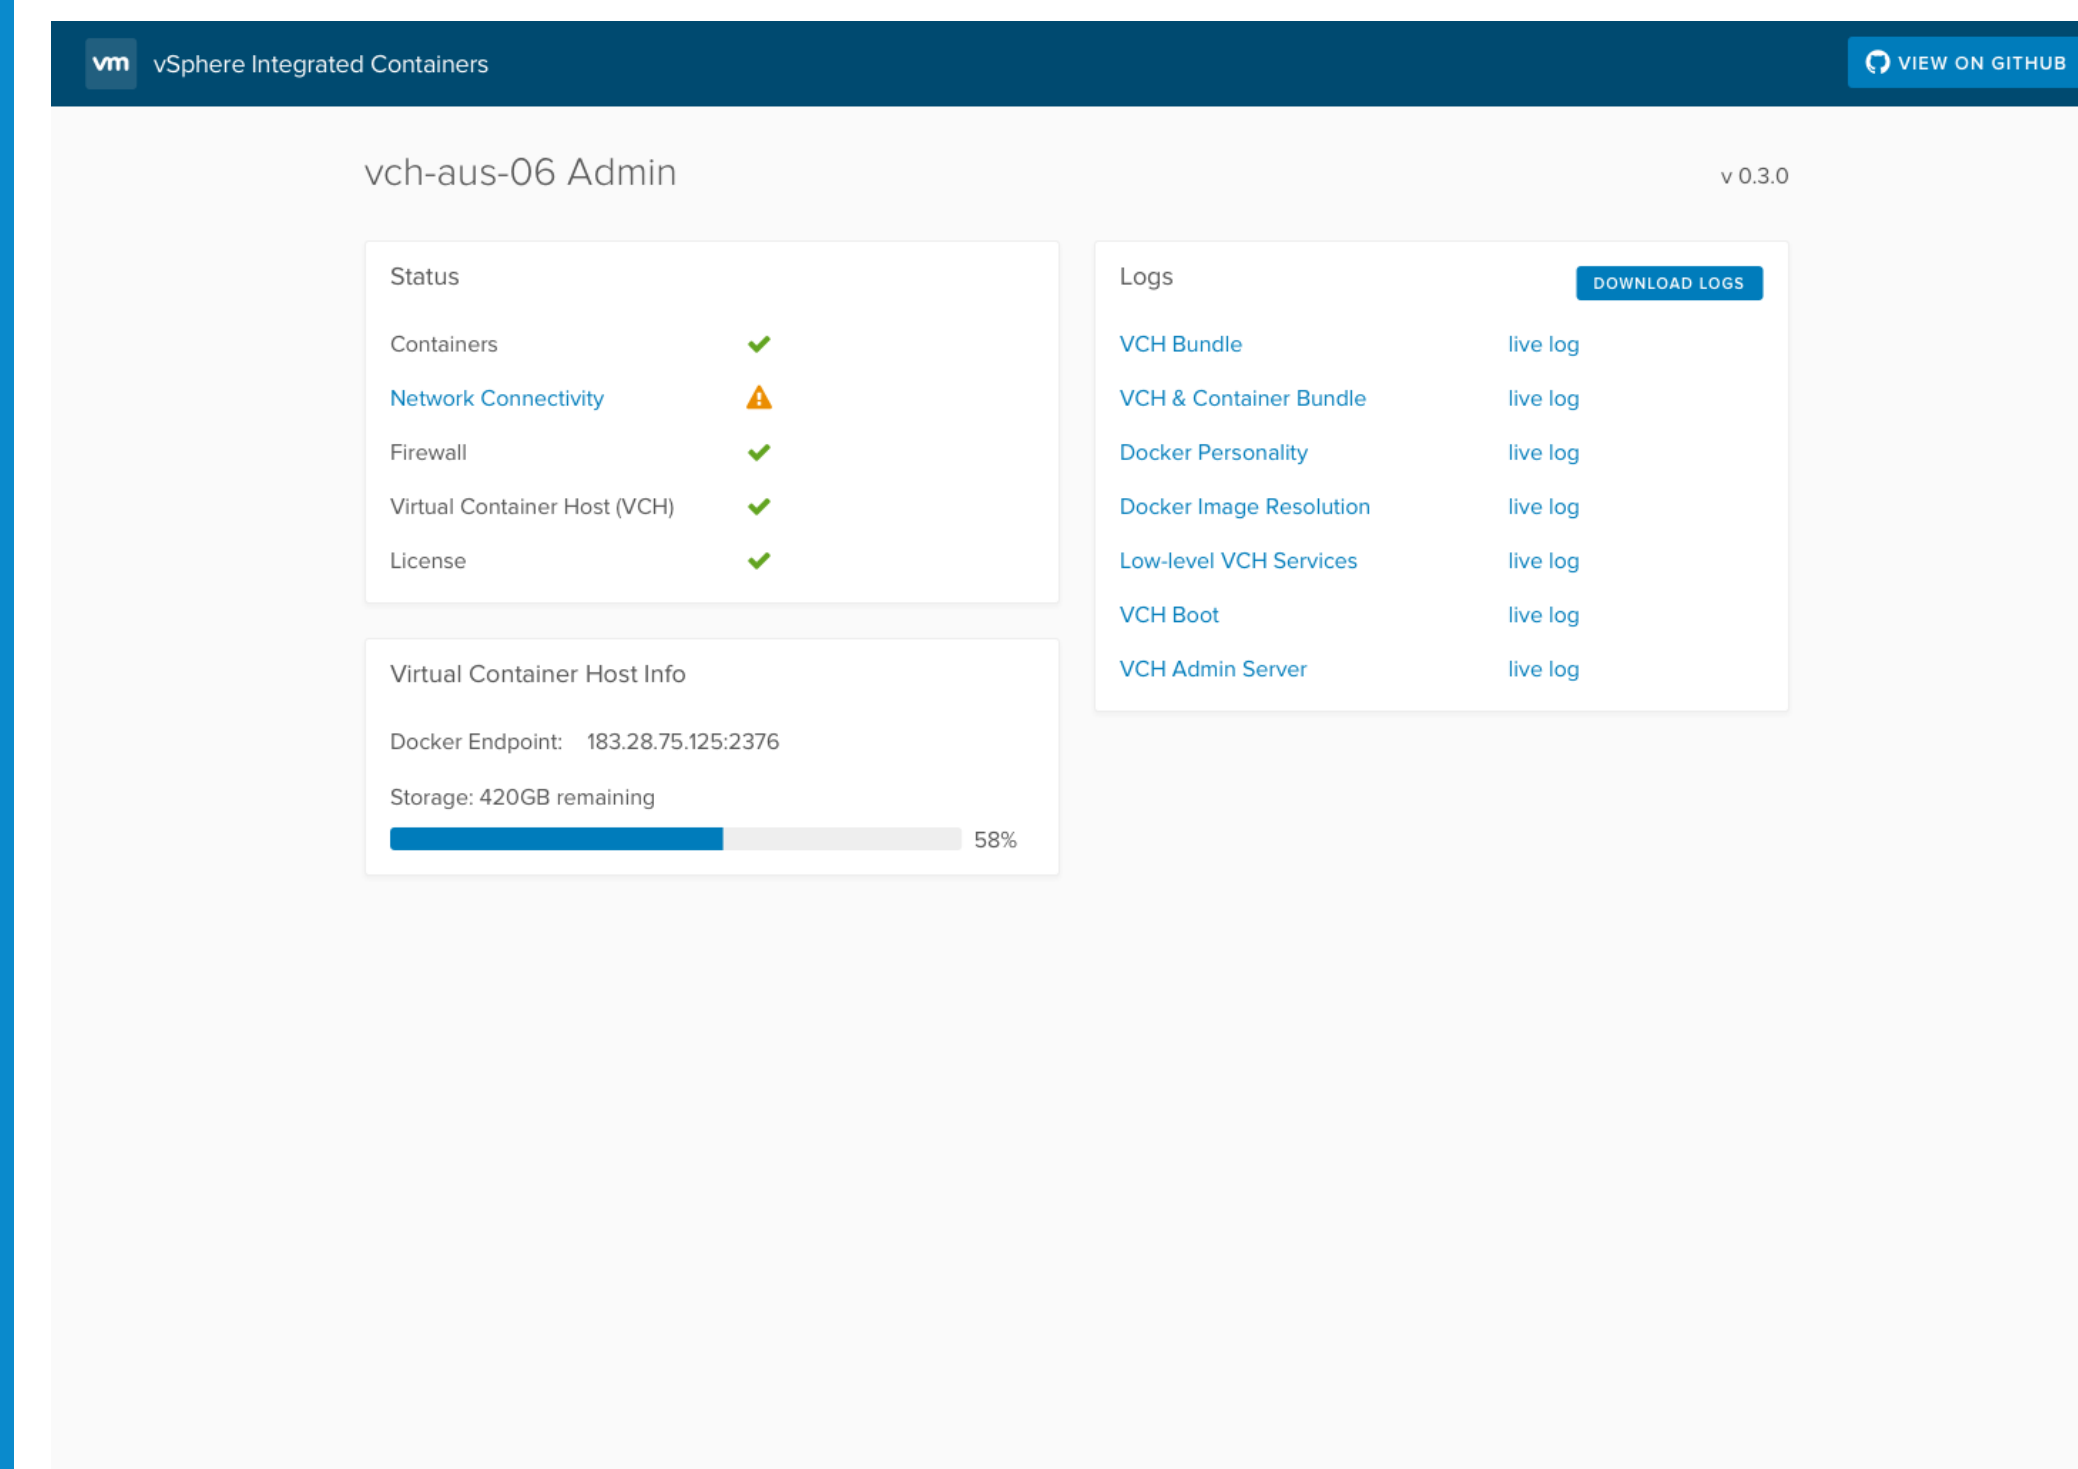 vm vSphere Integrated Containers
VIEW ON GITHUB
vch-aus-06 Admin
v 0.3.0
Status
Containers
Network Connectivity
Firewall
Virtual Container Host (VCH)
License
Virtual Container Host Info
Docker Endpoint: 183.28.75.125:2376
Storage: 420GB remaining
58%
Logs
DOWNLOAD LOGS
VCH Bundle live log
VCH & Container Bundle live log
Docker Personality live log
Docker Image Resolution live log
Low-level VCH Services live log
VCH Boot live log
VCH Admin Server live log